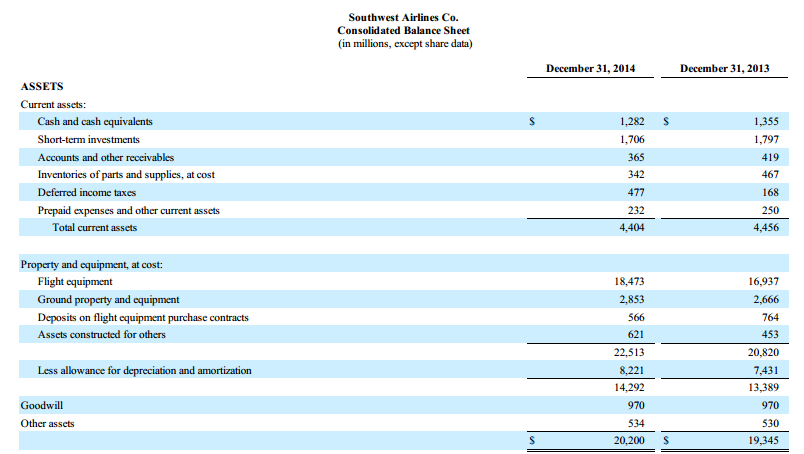 Southwest Airlines Co.
Consolidated Balance Sheet
(in millions, except share data)
December 31, 2014 December 31, 2013
ASSETS
Current assets:
Cash and cash equivalents $ 1,282 $ 1,355
Short-term investments 1,706 1,797
Accounts and other receivables 365 419
Inventories of parts and supplies, at cost 342 467
Deferred income taxes 477 168
Prepaid expenses and other current assets 232 250
Total current assets 4,404 4,456
Property and equipment, at cost:
Flight equipment 18,473 16,937
Ground property and equipment 2,853 2,666
Deposits on flight equipment purchase contracts 566 764
Assets constructed for others 621 453
22,513 20,820
Less allowance for depreciation and amortization 8,221 7,431
14,292 13,389
Goodwill 970 970
Other assets 534 530
$ 20,200 $ 19,345